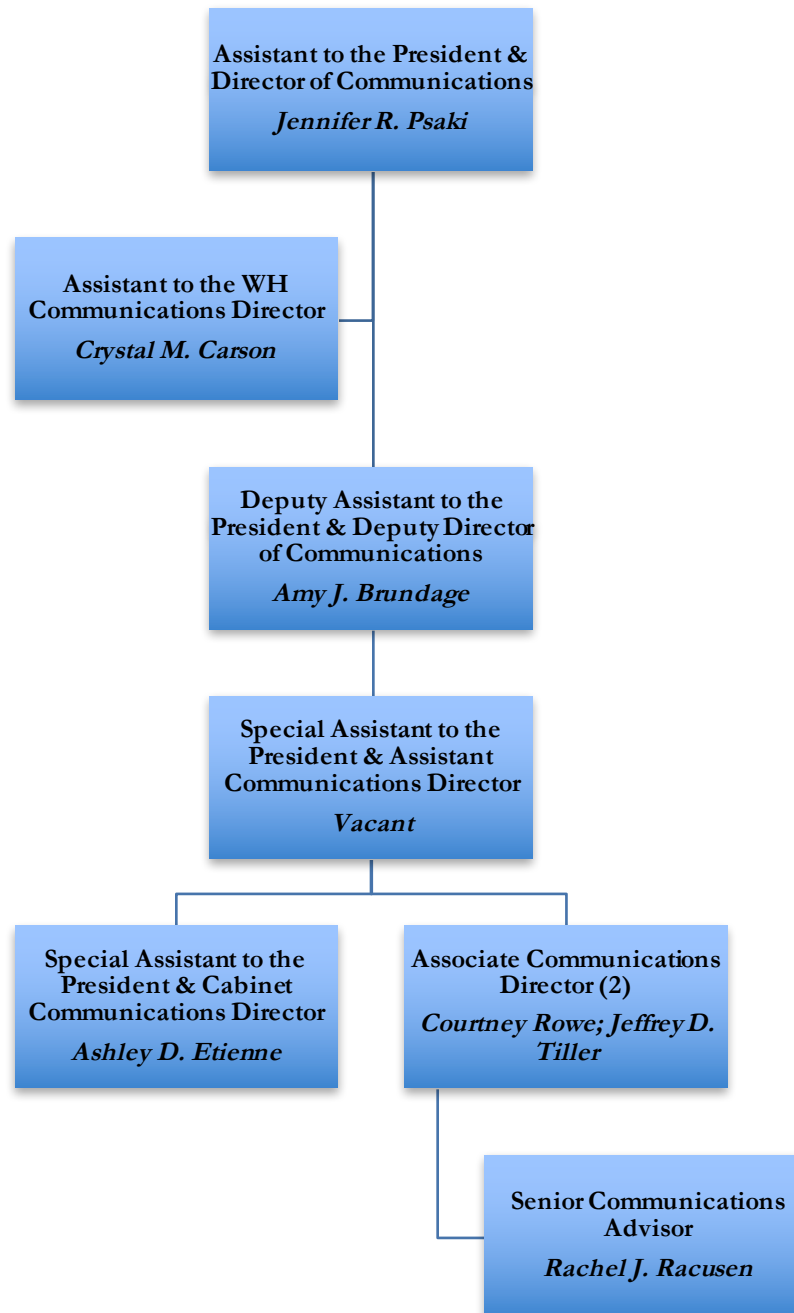 Assistant to the President &
Director of Communications
Jennifer R. Psaki
Assistant to the WH
Communications Director
Crystal M. Carson
Deputy Assistant to the
President & Deputy Director
of Communications
Amy J. Brundage
Special Assistant to the
President & Assistant
Communications Director
Vacant
Special Assistant to the
President & Cabinet
Communications Director
Ashley D. Etienne
Associate Communications
Director (2)
Courtney Rowe; Jeffrey D.
Tiller
Senior Communications
Advisor
Rachel J. Racusen